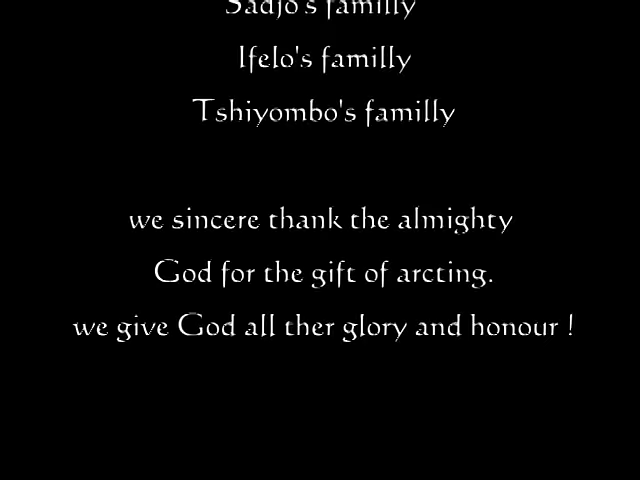 Sadjo's familly
Ifelo's familly
Tshiyombo's familly
we sincere thank the almighty
God for the gift of arcting.
we give God all ther glory and honour !